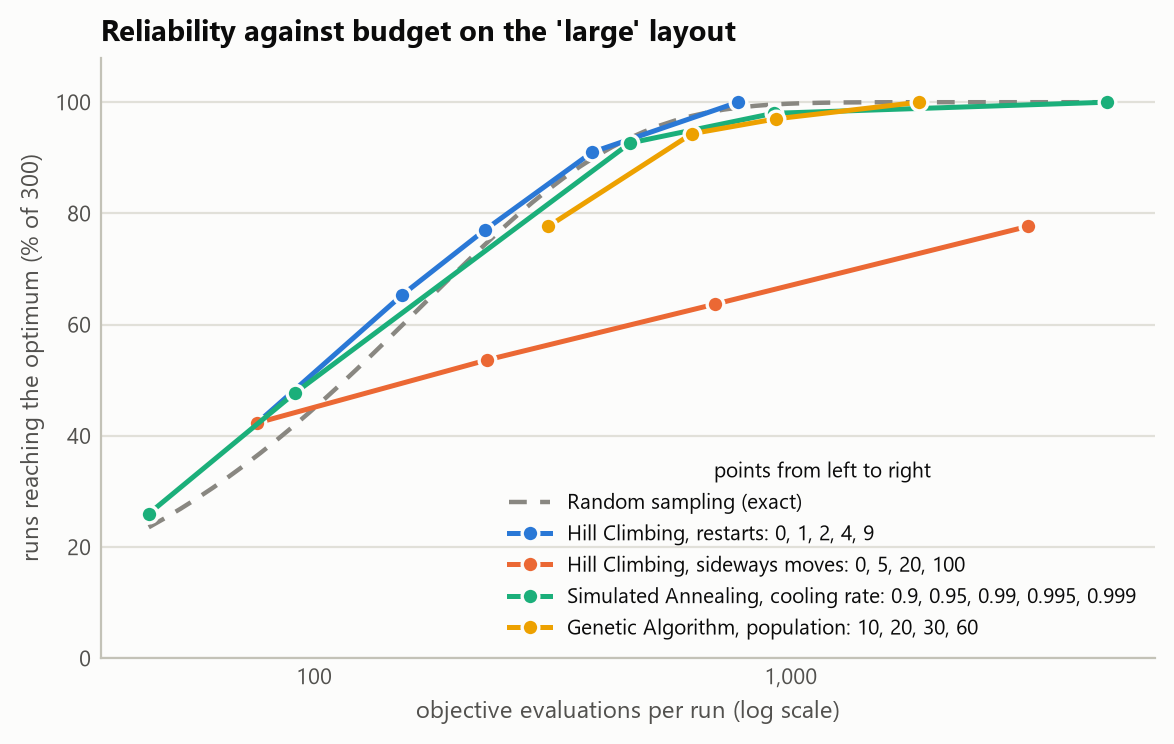 Reliability against budget on the 'large' layout
runs reaching the optimum (% of 300)
100
80
60
40
20
0
points from left to right
Random sampling (exact)
Hill Climbing, restarts: 0, 1, 2, 4, 9
Hill Climbing, sideways moves: 0, 5, 20, 100
Simulated Annealing, cooling rate: 0.9, 0.95, 0.99, 0.995, 0.999
Genetic Algorithm, population: 10, 20, 30, 60
100 1,000
objective evaluations per run (log scale)